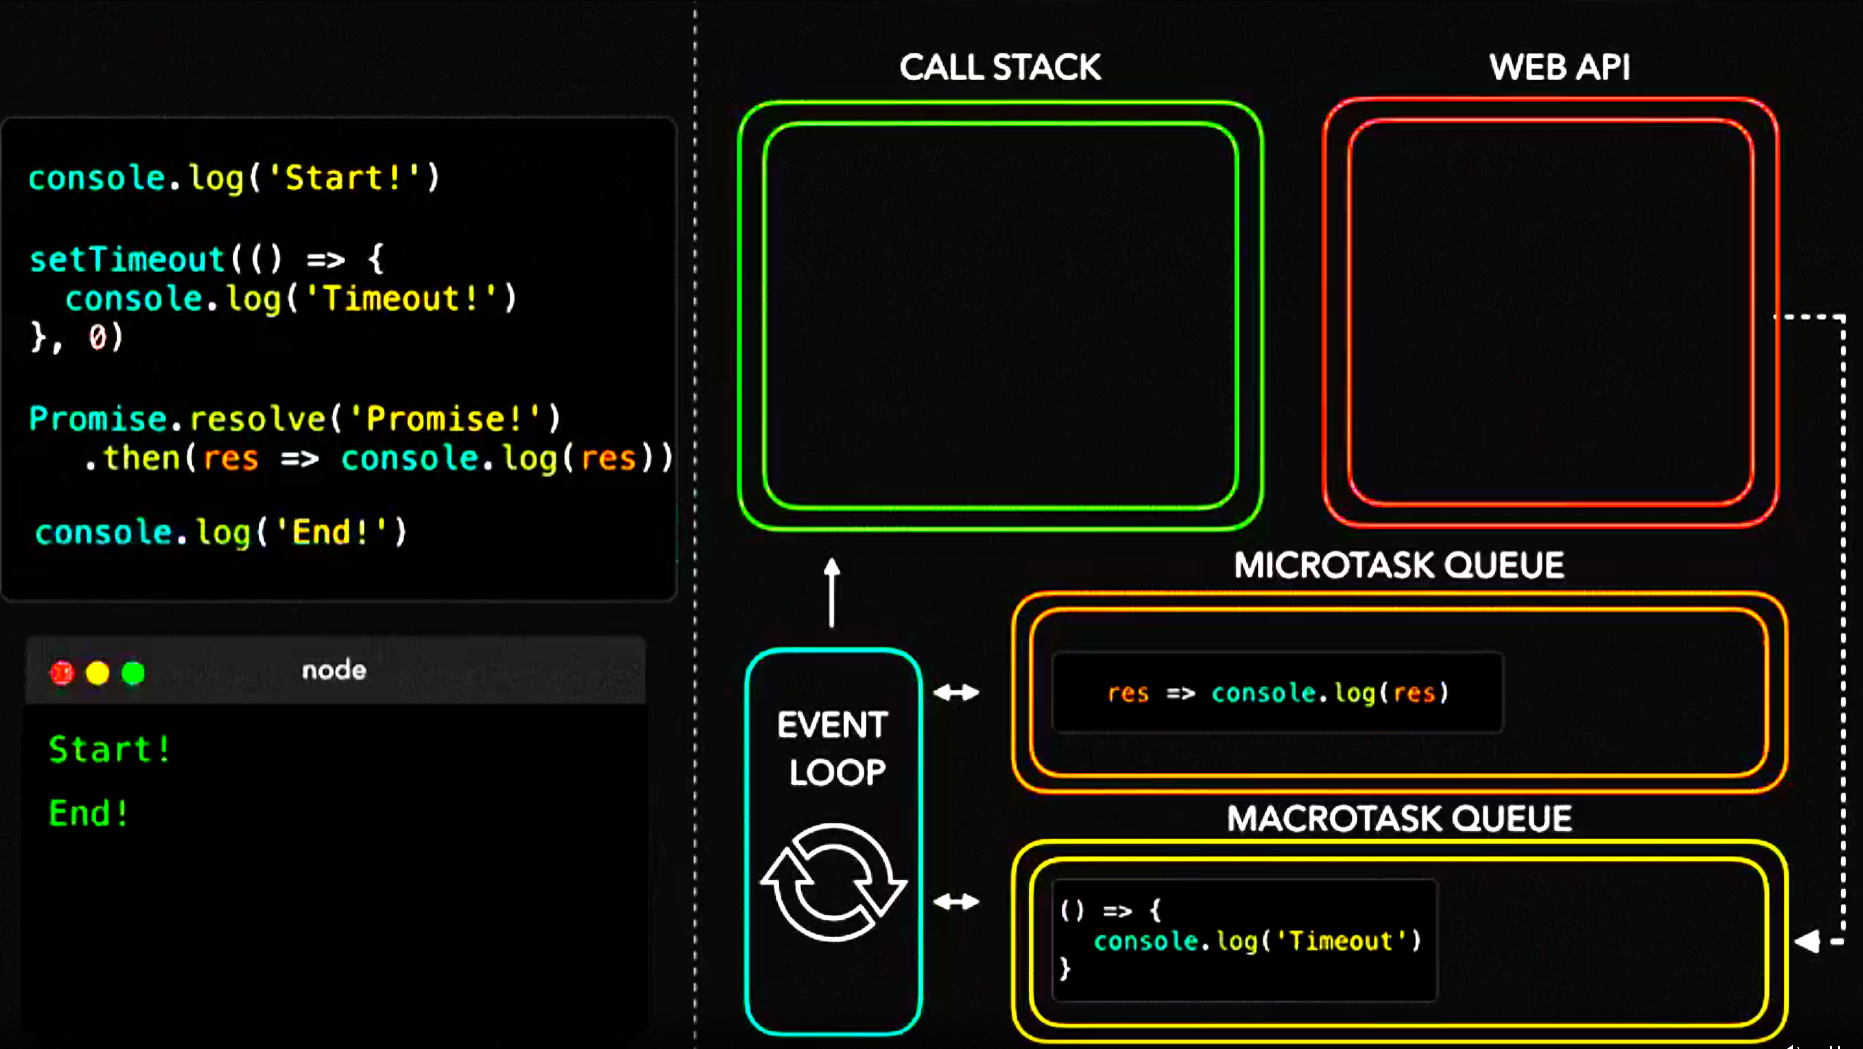 console.log('Start!')
setTimeout(() => {
  console.log('Timeout!')
}, 0)
Promise.resolve('Promise!')
   .then(res => console.log(res))
console.log('End!')
node
Start!
End!
CALL STACK
WEB API
EVENT
LOOP
MICROTASK QUEUE
res => console.log(res)
MACROTASK QUEUE
() => {
  console.log('Timeout')
}